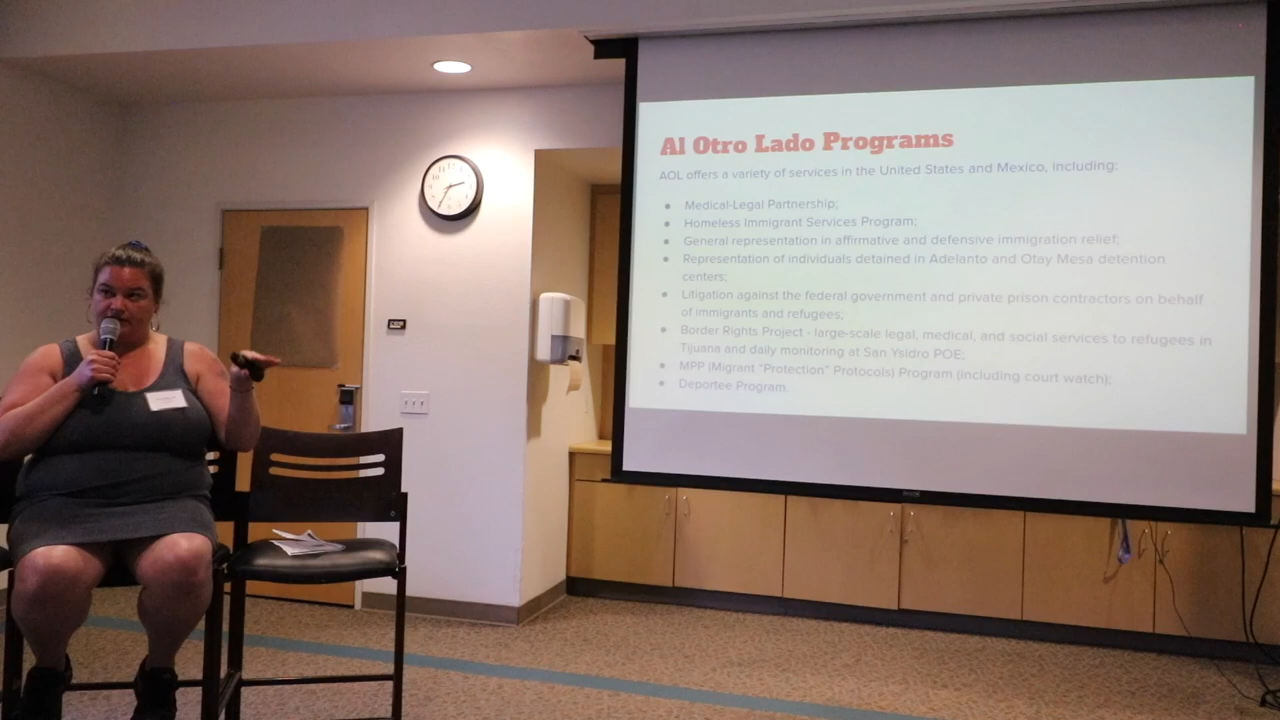 Al Otro Lado Programs
AOL offers a variety of services in the United States and Mexico, including:
● Medical-Legal Partnership;
● Homeless Immigrant Services Program;
● General representation in affirmative and defensive immigration relief;
● Representation of individuals detained in Adelanto and Otay Mesa detention
centers;
● Litigation against the federal government and private prison contractors on behalf
of immigrants and refugees;
● Border Rights Project - large-scale legal, medical, and social services to refugees in
Tijuana and daily monitoring at San Ysidro POE;
● MPP (Migrant "Protection" Protocols) Program (including court watch);
● Deportee Program.